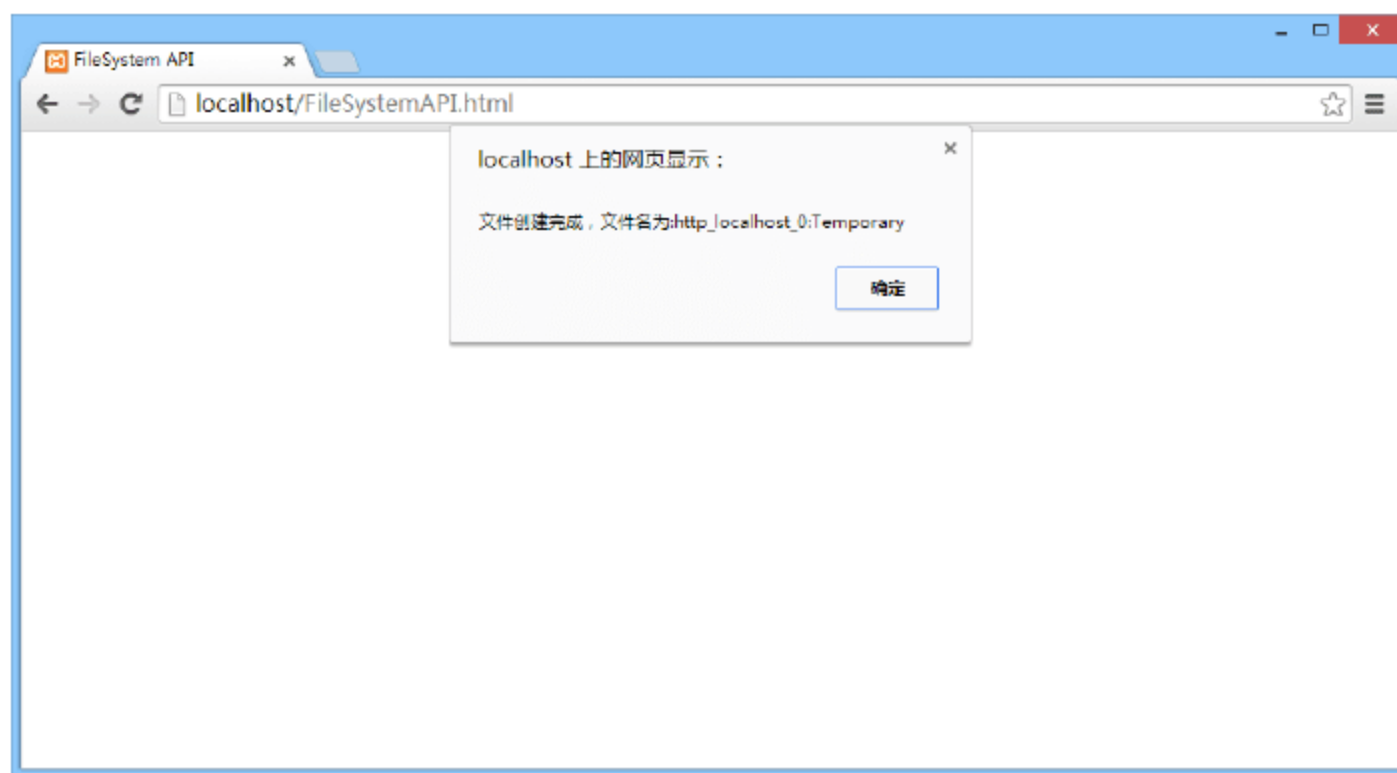 FileSystem API
localhost/FileSystemAPI.html
localhost 上的网页显示：
文件创建完成，文件名为:http_localhost_0:Temporary
确定